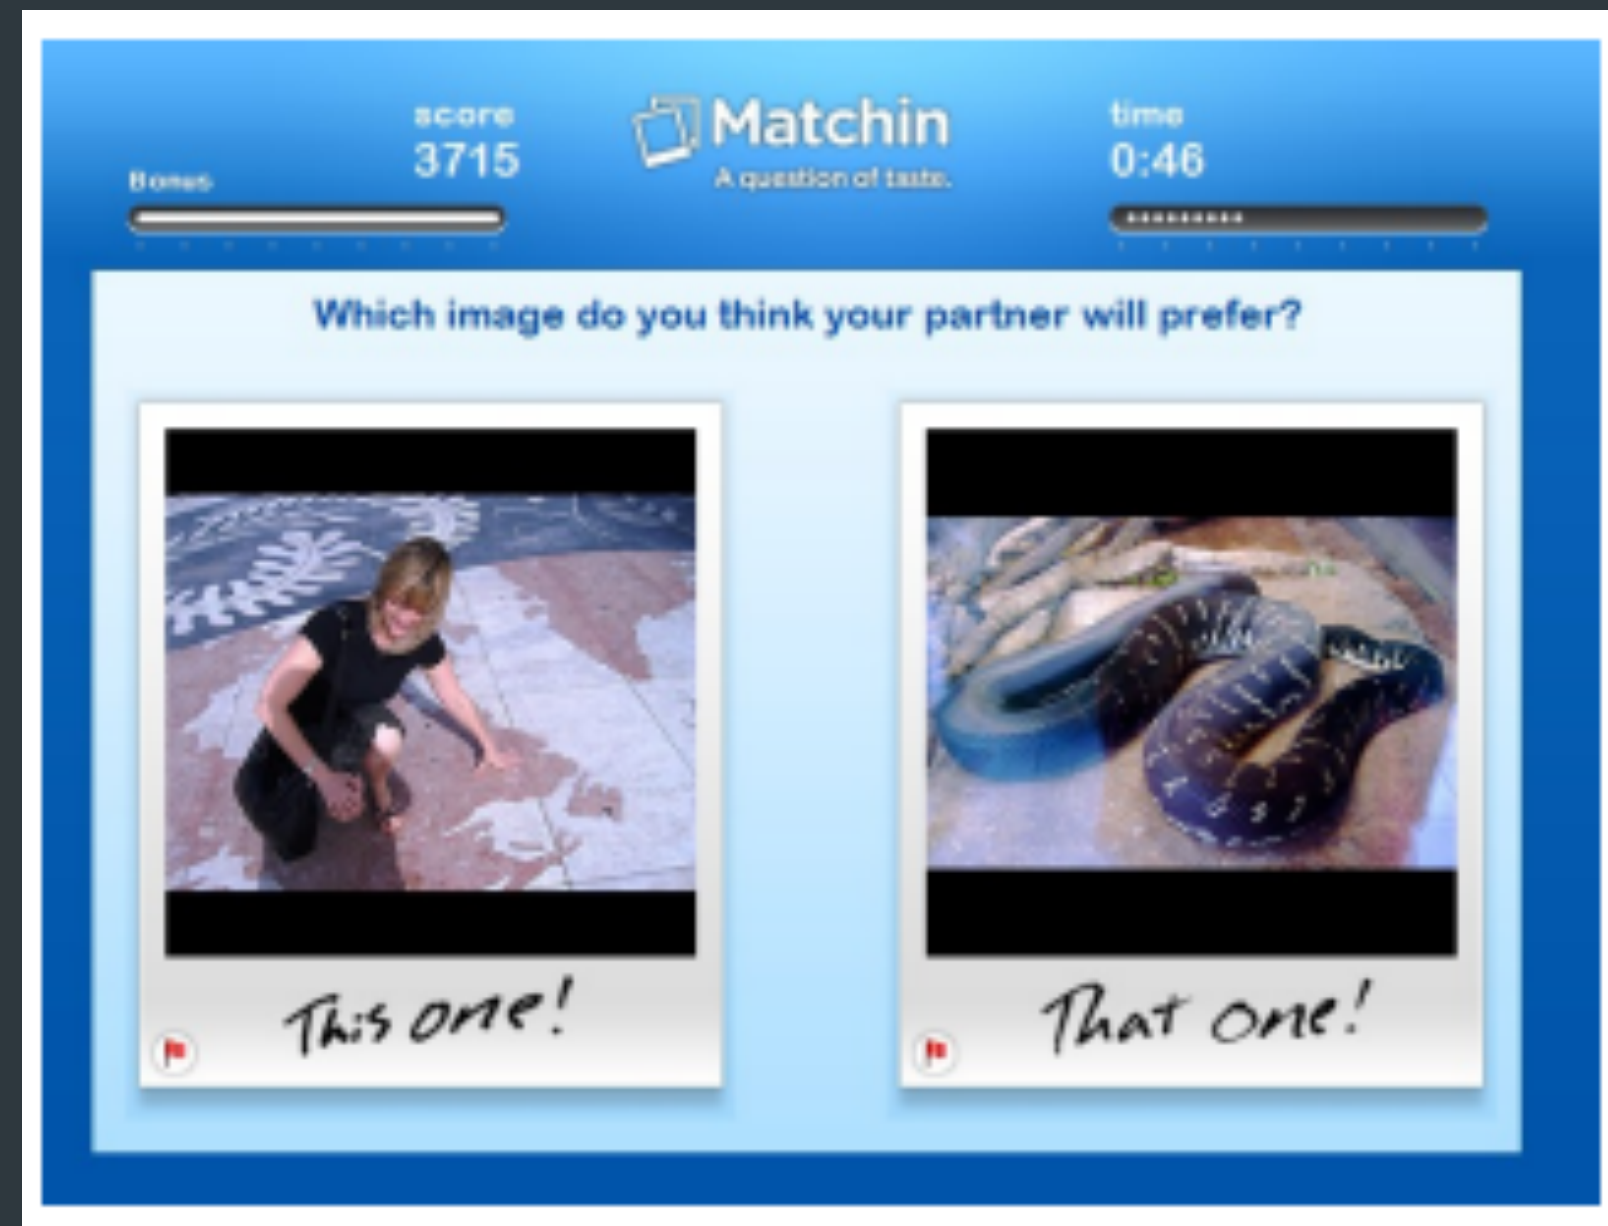 score
3715
Bonus
Matchin
A question of taste.
time
0:46
Which image do you think your partner will prefer?
This one!
That one!